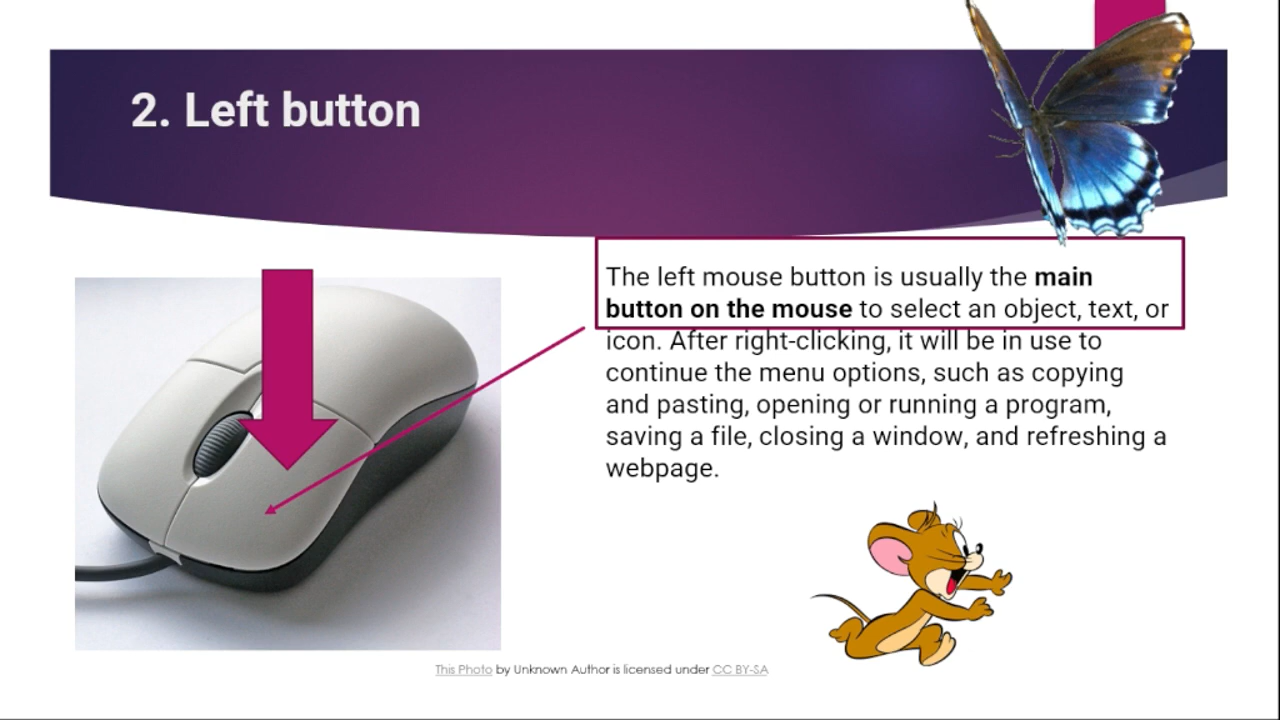 2. Left button
The left mouse button is usually the main
button on the mouse to select an object, text, or
icon. After right-clicking, it will be in use to
continue the menu options, such as copying
and pasting, opening or running a program,
saving a file, closing a window, and refreshing a
webpage.
This Photo by Unknown Author is licensed under CC BY-SA